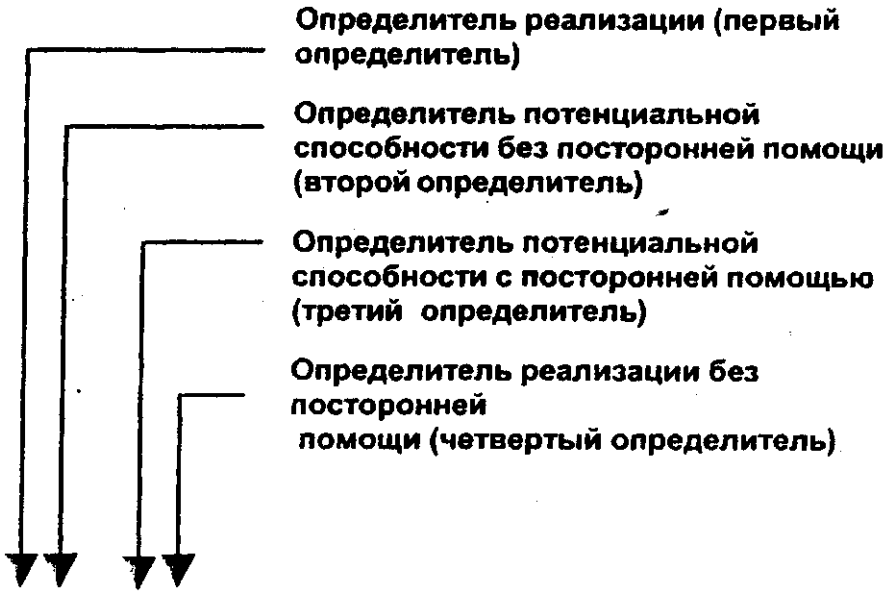 Определитель реализации (первый
определитель)
Определитель потенциальной
способности без посторонней помощи
(второй определитель)
Определитель потенциальной
способности с посторонней помощью
(третий определитель)
Определитель реализации без
посторонней
помощи (четвертый определитель)